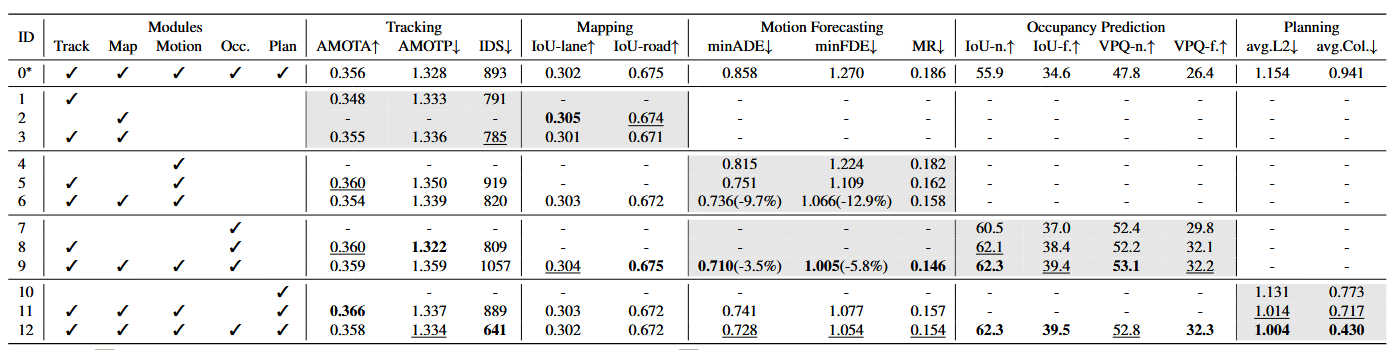 ID Modules Tracking Mapping Motion Forecasting Occupancy Prediction Planning
Track Map Motion Occ. Plan AMOTA↑ AMOTP↓ IDS↓ IoU-lane↑ IoU-road↑ minADE↓ minFDE↓ MR↓ IoU-n.↑ IoU-f.↑ VPQ-n.↑ VPQ-f.↑ avg.L2↓ avg.Col.↓
0* ✓ ✓ ✓ ✓ ✓ 0.356 1.328 893 0.302 0.675 0.858 1.270 0.186 55.9 34.6 47.8 26.4 1.154 0.941
1 ✓ 0.348 1.333 791 - - - - - - - - - - -
2 ✓ - - - 0.305 0.674 - - - - - - - - -
3 ✓ ✓ 0.355 1.336 785 0.301 0.671 - - - - - - - - -
4 ✓ - - - - - 0.815 1.224 0.182 - - - - - -
5 ✓ ✓ 0.360 1.350 919 - - 0.751 1.109 0.162 - - - - - -
6 ✓ ✓ ✓ 0.354 1.339 820 0.303 0.672 0.736(-9.7%) 1.066(-12.9%) 0.158 - - - - - -
7 ✓ - - - - - - - - 60.5 37.0 52.4 29.8 - -
8 ✓ ✓ 0.360 1.322 809 - - - - - 62.1 38.4 52.2 32.1 - -
9 ✓ ✓ ✓ ✓ 0.359 1.359 1057 0.304 0.675 0.710(-3.5%) 1.005(-5.8%) 0.146 62.3 39.4 53.1 32.2 - -
10 ✓ - - - - - - - - - - - - 1.131 0.773
11 ✓ ✓ ✓ ✓ 0.366 1.337 889 0.303 0.672 0.741 1.077 0.157 - - - - 1.014 0.717
12 ✓ ✓ ✓ ✓ ✓ 0.358 1.334 641 0.302 0.672 0.728 1.054 0.154 62.3 39.5 52.8 32.3 1.004 0.430